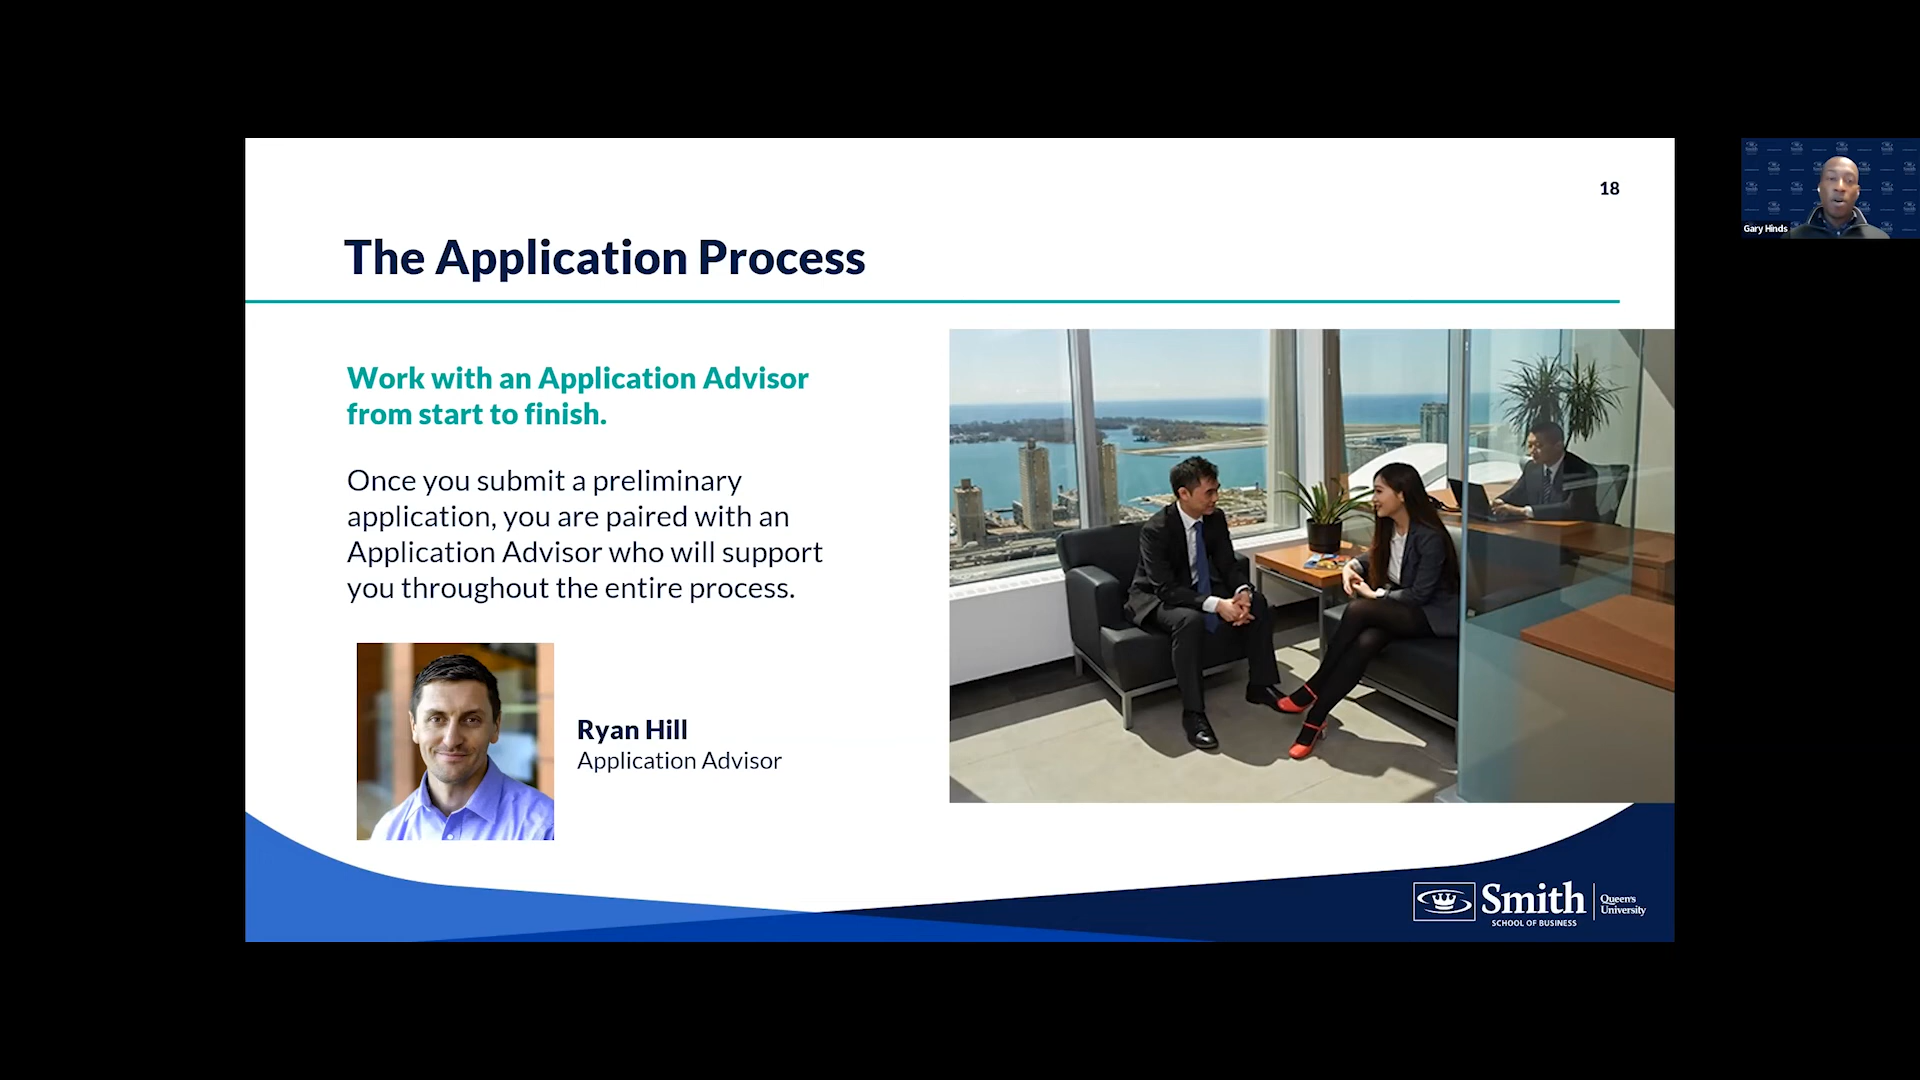 18
The Application Process
Work with an Application Advisor
from start to finish.
Once you submit a preliminary
application, you are paired with an
Application Advisor who will support
you throughout the entire process.
Ryan Hill
Application Advisor
Gary Hinds
Smith
SCHOOL OF BUSINESS
Queen's
University